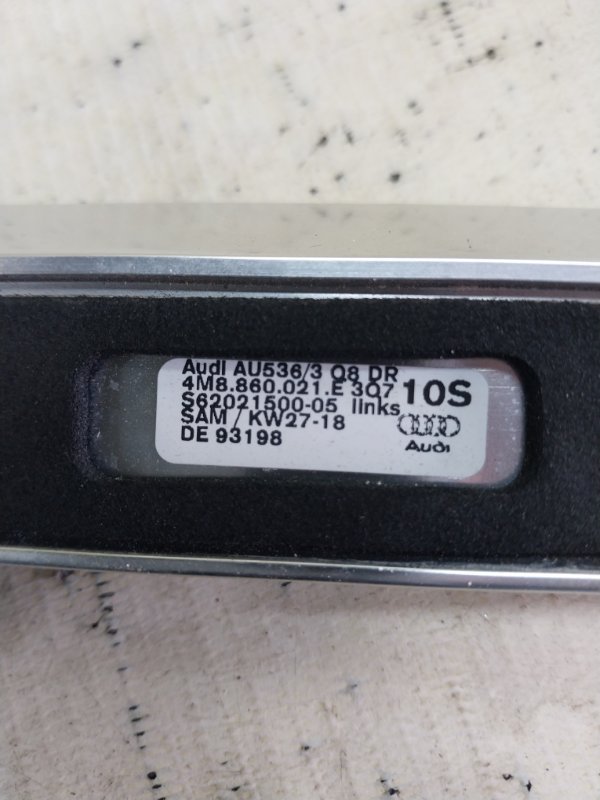 Audi AU536/3 Q8 DR
4M8.860.021.E 3Q7
S62021500-05 links
SAM / KW27-18
DE 93198
10S
Audi